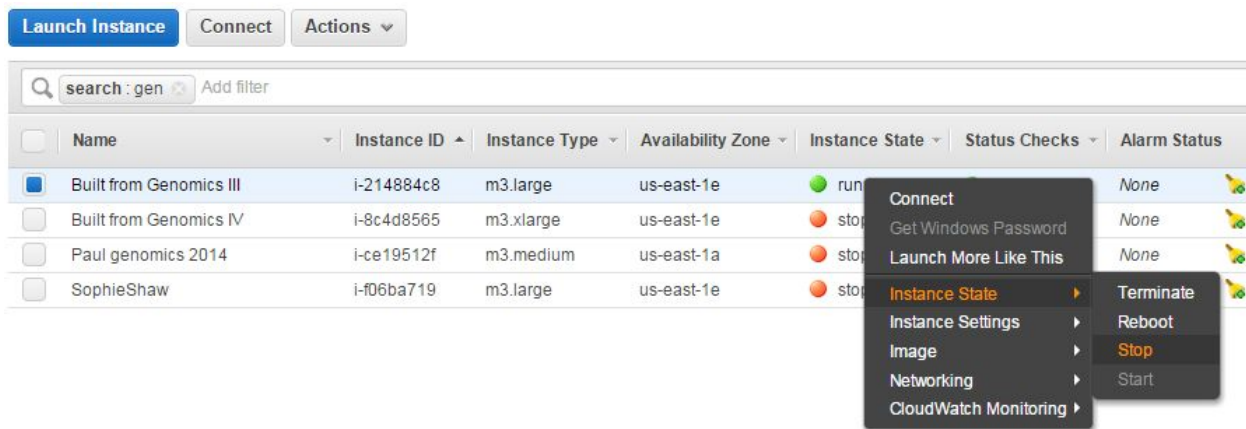 Launch Instance Connect Actions
search : gen Add filter
Name Instance ID Instance Type Availability Zone Instance State Status Checks Alarm Status
Built from Genomics III i-214884c8 m3.large us-east-1e run None
Built from Genomics IV i-8c4d8565 m3.xlarge us-east-1e stop None
Paul genomics 2014 i-ce19512f m3.medium us-east-1a stop None
SophieShaw i-f06ba719 m3.large us-east-1e stop
Connect
Get Windows Password
Launch More Like This
Instance State Terminate
Instance Settings Reboot
Image Stop
Networking Start
CloudWatch Monitoring